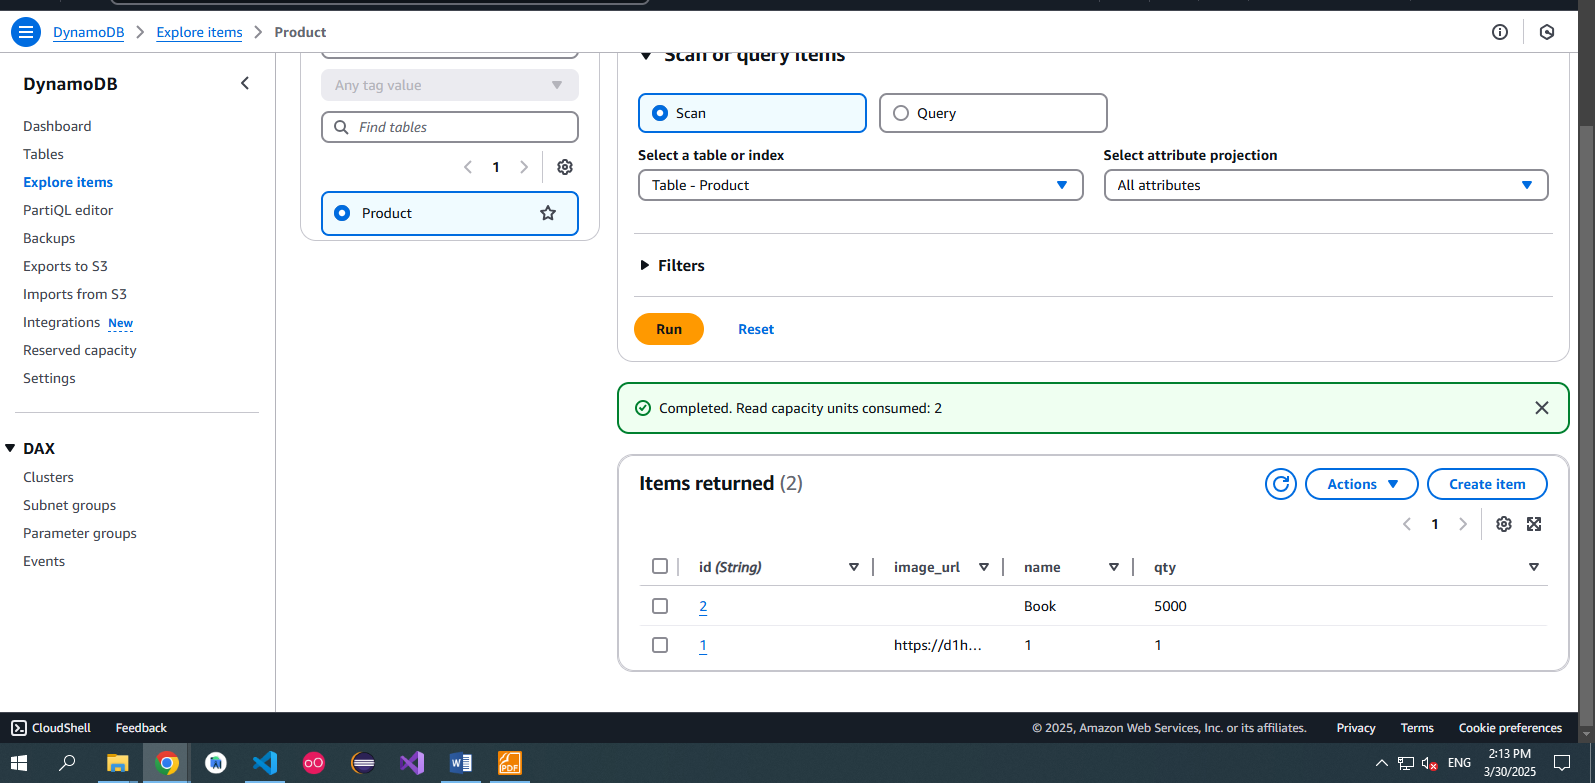 DynamoDB
Explore items
Product
DynamoDB
Dashboard
Tables
Explore items
PartiQL editor
Backups
Exports to S3
Imports from S3
Integrations New
Reserved capacity
Settings
DAX
Clusters
Subnet groups
Parameter groups
Events
Any tag value
Find tables
1
Product
Scan or query items
Scan
Query
Select a table or index
Table - Product
Select attribute projection
All attributes
Filters
Run
Reset
Completed. Read capacity units consumed: 2
Items returned (2)
Actions
Create item
1
id (String) image_url name qty
2 Book 5000
1 https://d1h... 1 1
CloudShell
Feedback
© 2025, Amazon Web Services, Inc. or its affiliates.
Privacy
Terms
Cookie preferences
W
PDF
ENG
2:13 PM
3/30/2025